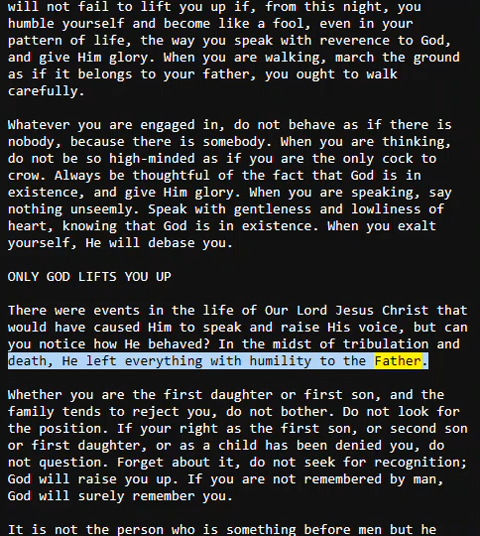 will not fail to lift you up if, from this night, you
humble yourself and become like a fool, even in your
pattern of life, the way you speak with reverence to God,
and give Him glory. When you are walking, march the ground
as if it belongs to your father, you ought to walk
carefully.
Whatever you are engaged in, do not behave as if there is
nobody, because there is somebody. When you are thinking,
do not be so high-minded as if you are the only cock to
crow. Always be thoughtful of the fact that God is in
existence, and give Him glory. When you are speaking, say
nothing unseemly. Speak with gentleness and lowliness of
heart, knowing that God is in existence. When you exalt
yourself, He will debase you.
ONLY GOD LIFTS YOU UP
There were events in the life of Our Lord Jesus Christ that
would have caused Him to speak and raise His voice, but can
you notice how He behaved? In the midst of tribulation and
death, He left everything with humility to the Father.
Whether you are the first daughter or first son, and the
family tends to reject you, do not bother. Do not look for
the position. If your right as the first son, or second son
or first daughter, or as a child has been denied you, do
not question. Forget about it, do not seek for recognition;
God will raise you up. If you are not remembered by man,
God will surely remember you.
It is not the person who is something before men but he